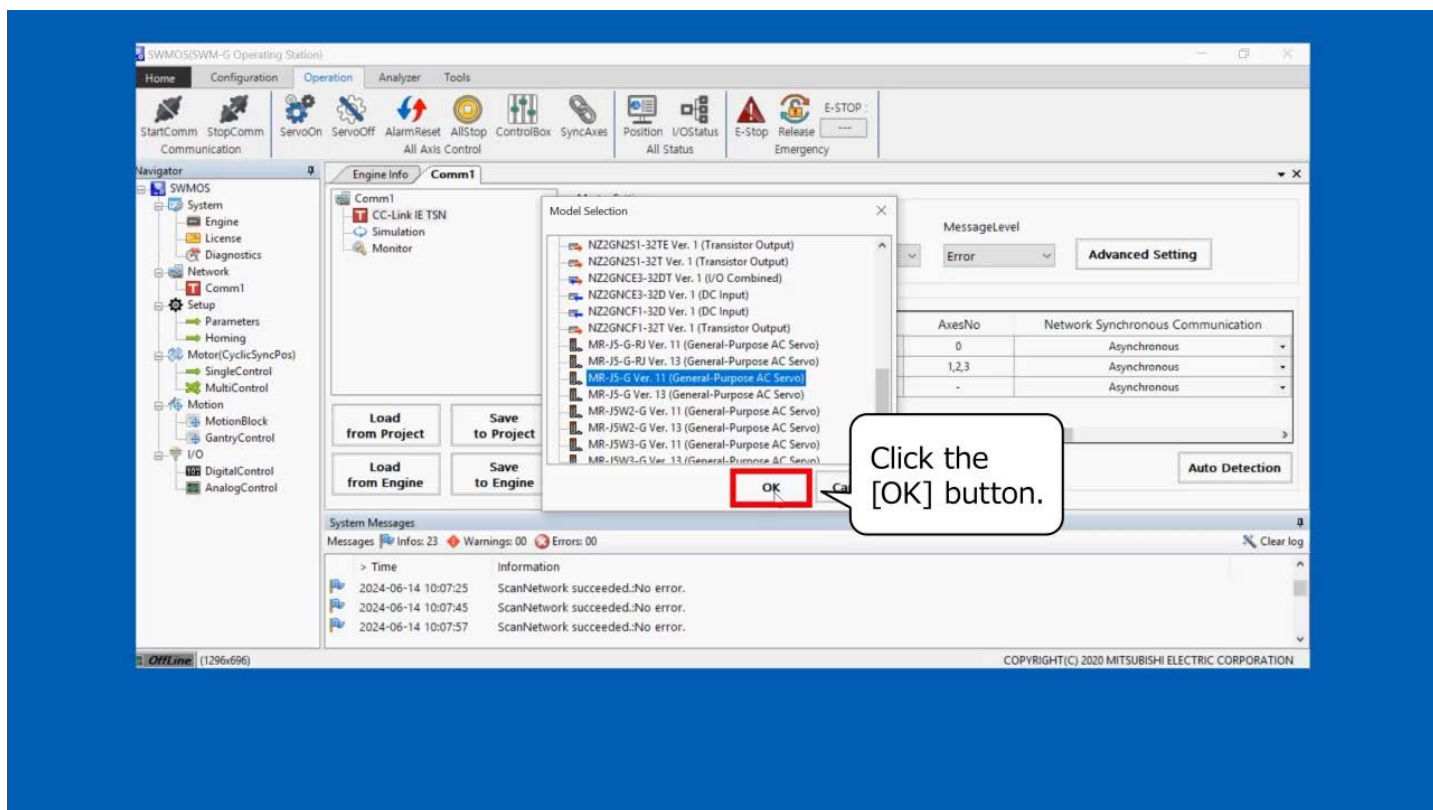 SWMOS(SWM-G Operating Station)
Home Configuration Operation Analyzer Tools
StartComm StopComm ServoOn ServoOff AlarmReset AllStop ControlBox SyncAxes Position I/OStatus E-Stop Release E-STOP : ---
Communication All Axis Control All Status Emergency
Navigator
SWMOS
System
Engine
License
Diagnostics
Network
Comm1
Setup
Parameters
Homing
Motor(CyclicSyncPos)
SingleControl
MultiControl
Motion
MotionBlock
GantryControl
I/O
DigitalControl
AnalogControl
Engine Info Comm1
Comm1
CC-Link IE TSN
Simulation
Monitor
Load from Project
Save to Project
Load from Engine
Save to Engine
Model Selection
NZ2GN2S1-32TE Ver. 1 (Transistor Output)
NZ2GN2S1-32T Ver. 1 (Transistor Output)
NZ2GNCE3-32DT Ver. 1 (I/O Combined)
NZ2GNCE3-32D Ver. 1 (DC Input)
NZ2GNCF1-32D Ver. 1 (DC Input)
NZ2GNCF1-32T Ver. 1 (Transistor Output)
MR-J5-G-RJ Ver. 11 (General-Purpose AC Servo)
MR-J5-G-RJ Ver. 13 (General-Purpose AC Servo)
MR-J5-G Ver. 11 (General-Purpose AC Servo)
MR-J5-G Ver. 13 (General-Purpose AC Servo)
MR-J5W2-G Ver. 11 (General-Purpose AC Servo)
MR-J5W2-G Ver. 13 (General-Purpose AC Servo)
MR-J5W3-G Ver. 11 (General-Purpose AC Servo)
MR-J5W3-G Ver. 13 (General-Purpose AC Servo)
OK
Click the
[OK] button.
MessageLevel
Error Advanced Setting
AxesNo Network Synchronous Communication
0 Asynchronous
1,2,3 Asynchronous
- Asynchronous
Auto Detection
System Messages
Messages Infos: 23 Warnings: 00 Errors: 00 Clear log
> Time Information
2024-06-14 10:07:25 ScanNetwork succeeded.:No error.
2024-06-14 10:07:45 ScanNetwork succeeded.:No error.
2024-06-14 10:07:57 ScanNetwork succeeded.:No error.
OffLine (1296x696) COPYRIGHT(C) 2020 MITSUBISHI ELECTRIC CORPORATION